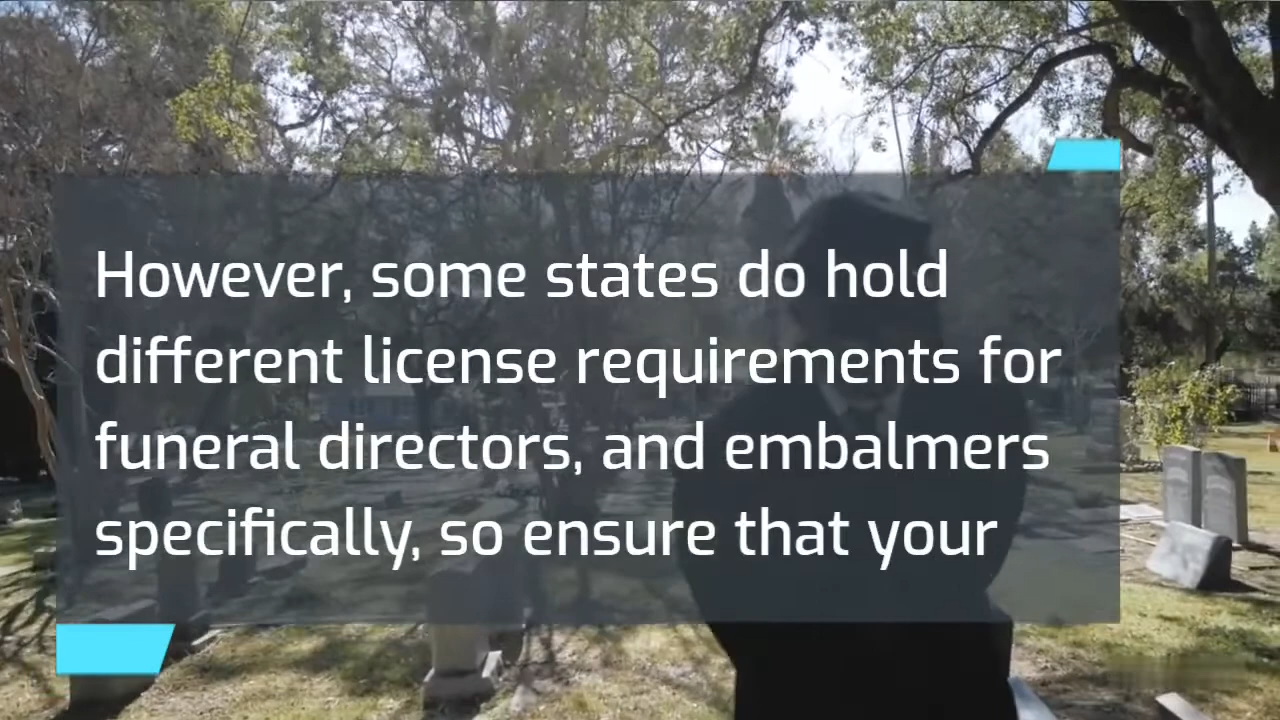 However, some states do hold
different license requirements for
funeral directors, and embalmers
specifically, so ensure that your